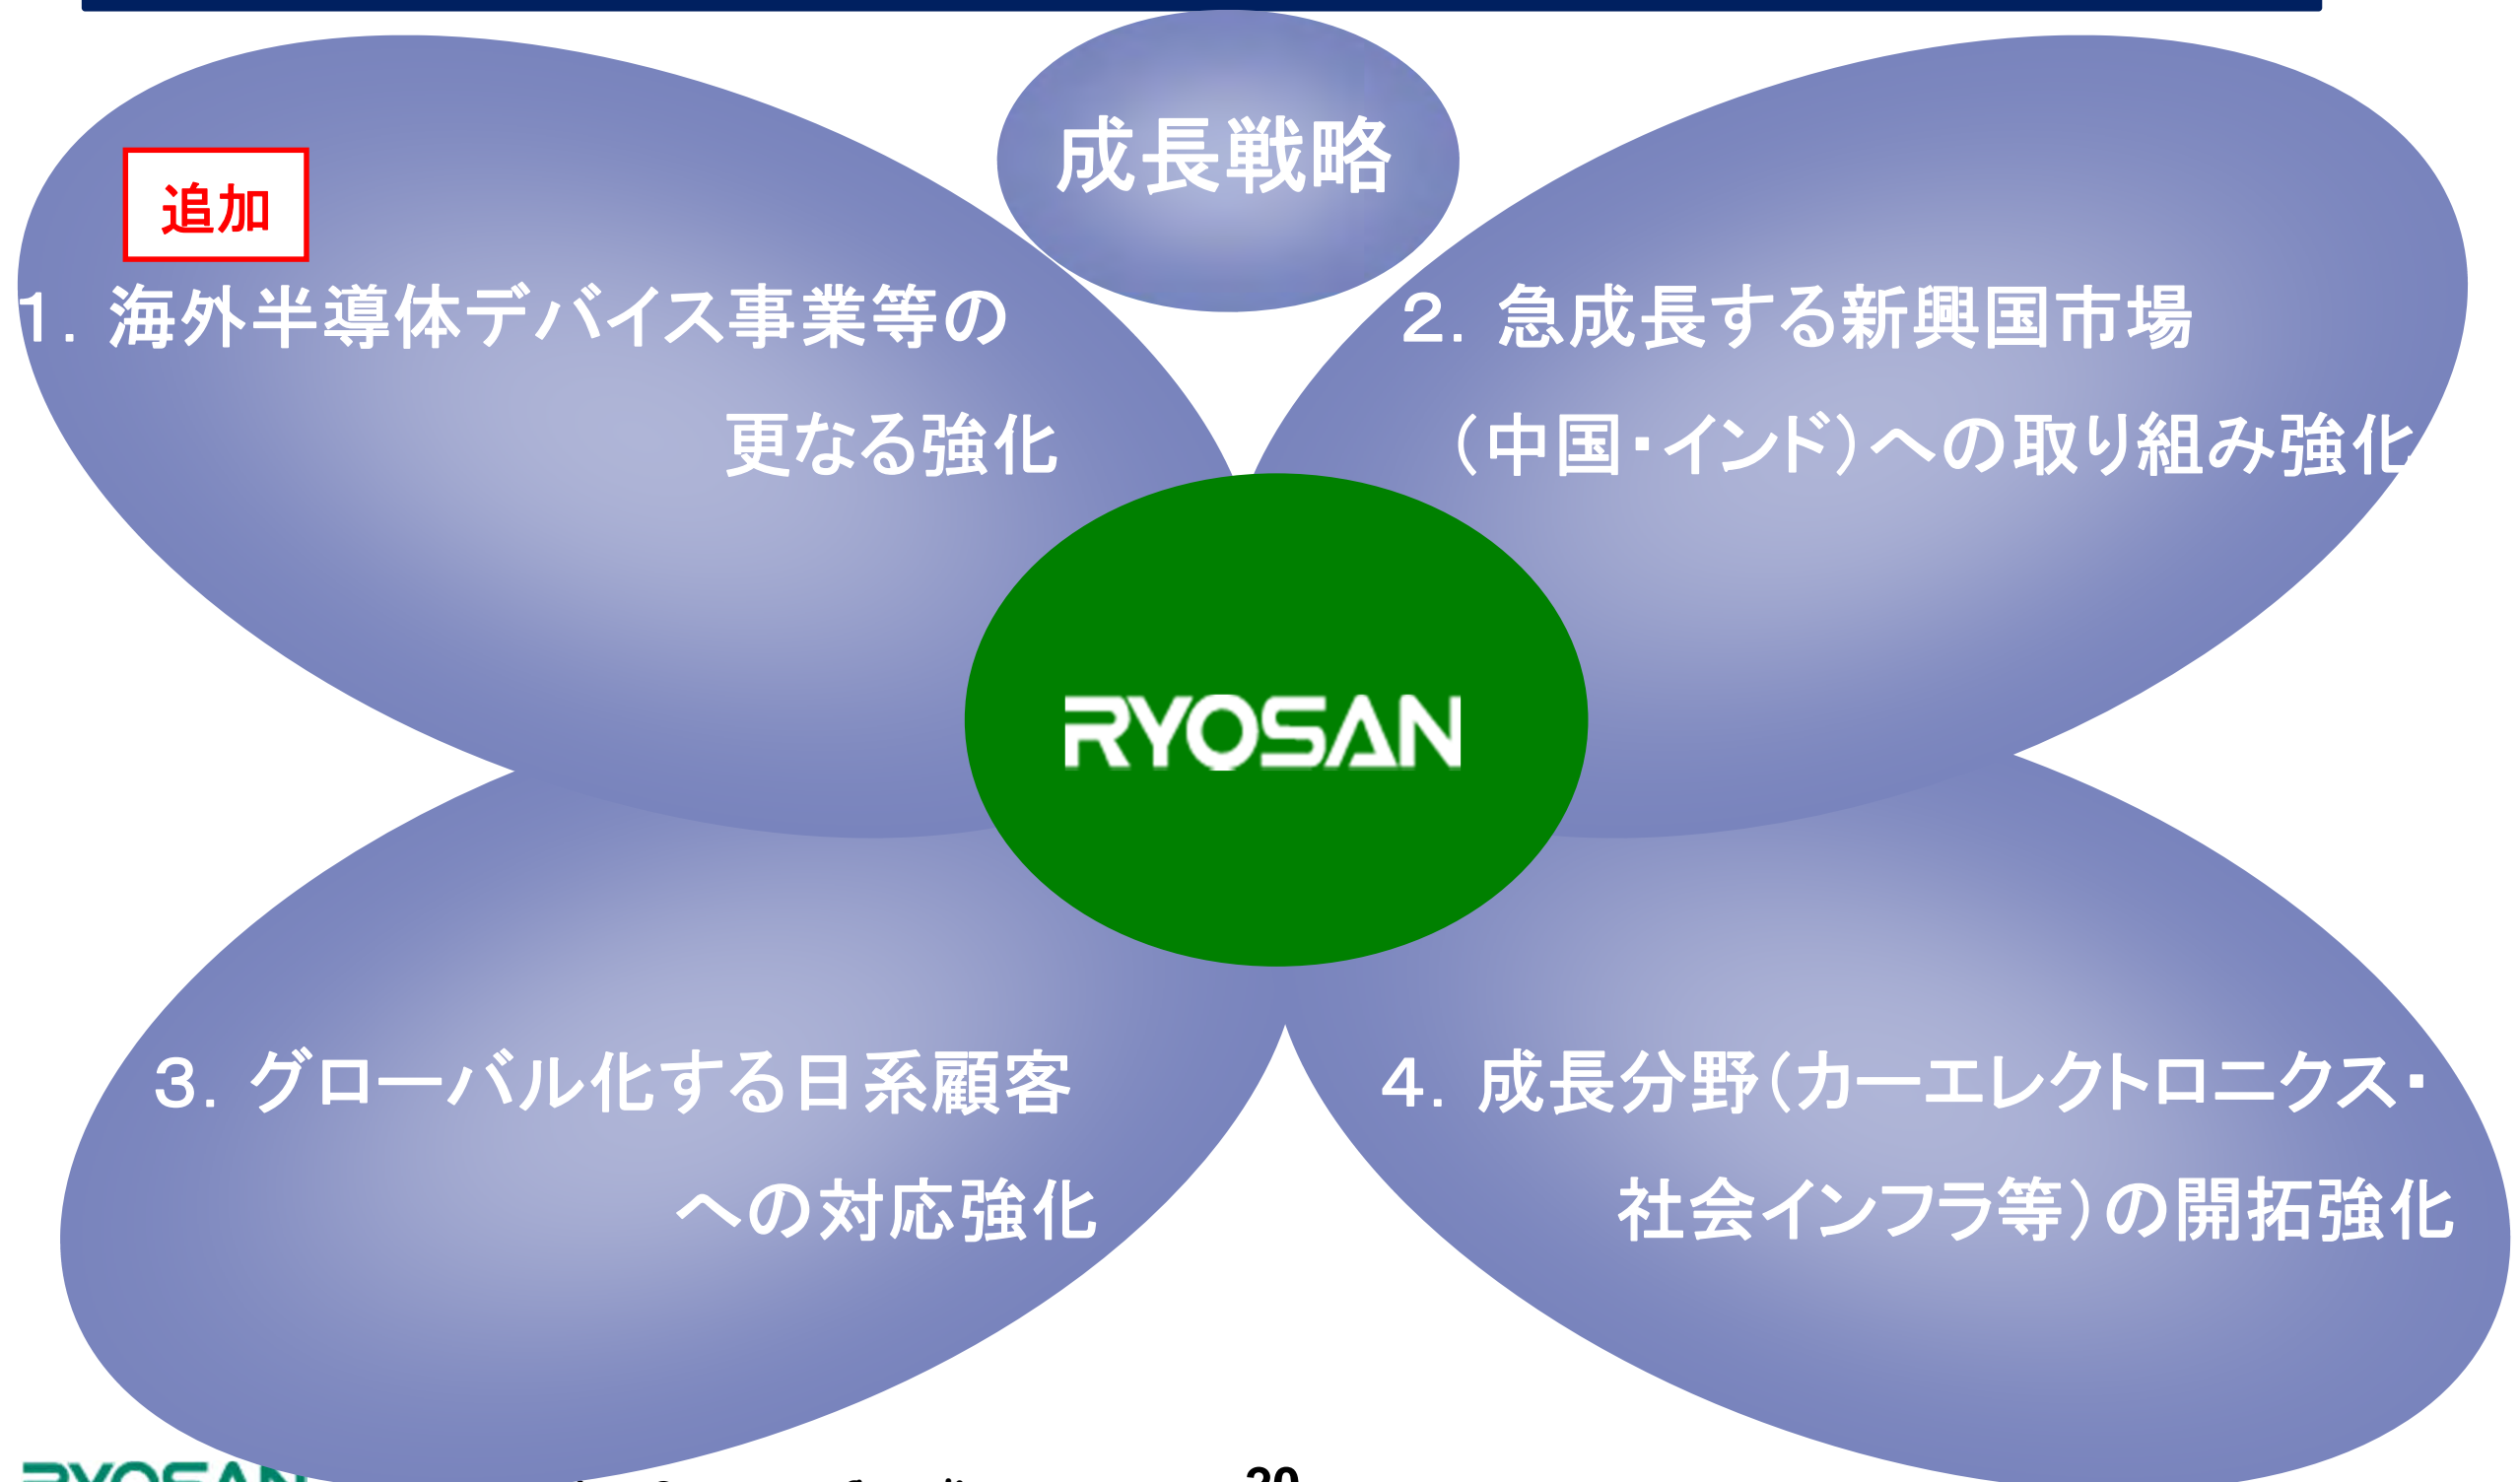 成長戦略
追加
1. 海外半導体デバイス事業等の
更なる強化
2. 急成長する新興国市場
（中国・インド）への取り組み強化
RYOSAN
3. グローバル化する日系顧客
への対応強化
4. 成長分野（カーエレクトロニクス・
社会インフラ等）の開拓強化
RYOSAN
20